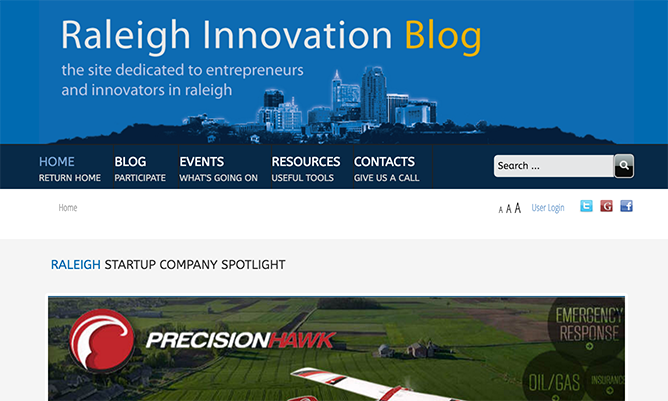 Raleigh Innovation Blog
the site dedicated to entrepreneurs
and innovators in raleigh
HOME BLOG EVENTS RESOURCES CONTACTS
RETURN HOME PARTICIPATE WHAT'S GOING ON USEFUL TOOLS GIVE US A CALL
Search ...
Home
A A A User Login
RALEIGH STARTUP COMPANY SPOTLIGHT
PRECISIONHAWK
EMERGENCY
RESPONSE
OIL/GAS
INSURANCE